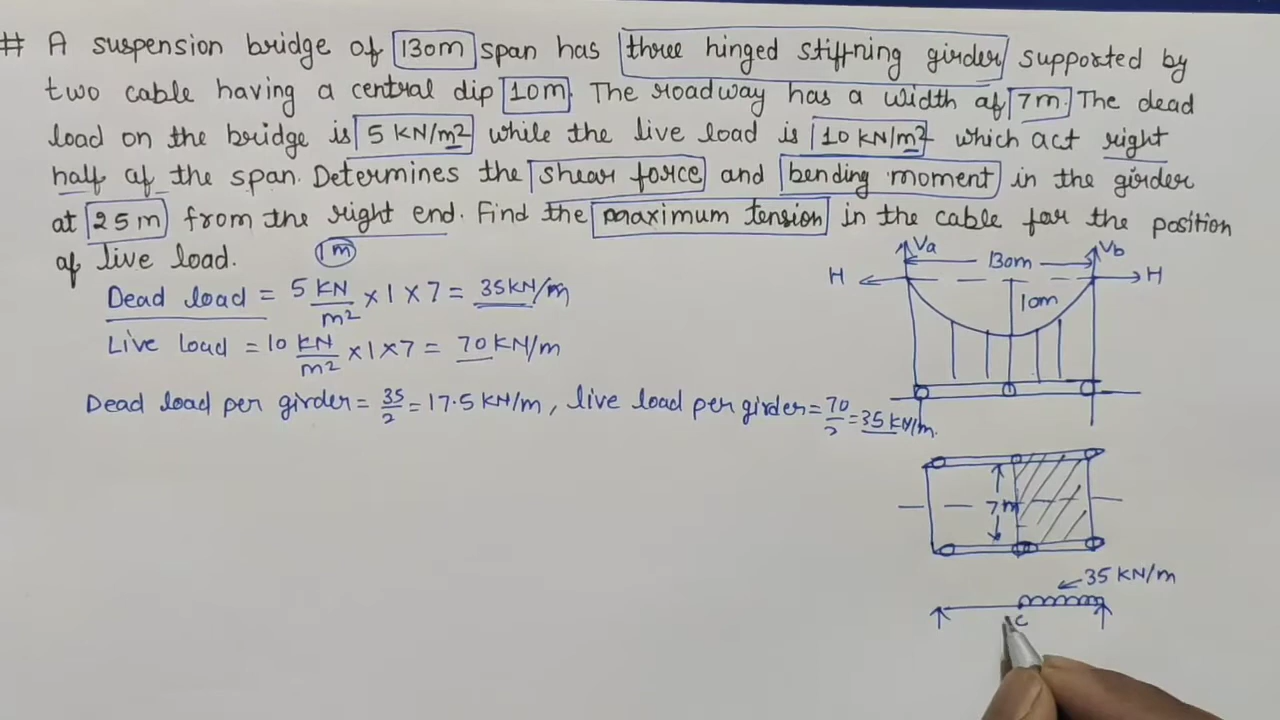 # A suspension bridge of 130m span has three hinged stiffning girder supported by
two cable having a central dip 10m. The roadway has a width of 7m. The dead
load on the bridge is 5 KN/m² while the live load is 10 KN/m² which act right
half of the span. Determines the shear force and bending moment in the girder
at 25m from the right end. Find the maximum tension in the cable for the position
of live load.
1m
Dead load = 5 KN/m² × 1 × 7 = 35KN/m
Live load = 10 KN/m² × 1 × 7 = 70 KN/m
Dead load per girder = 35/2 = 17.5 KN/m, live load per girder = 70/2 = 35 KN/m.
Va
Vb
H
130m
H
10m
7m
35 KN/m
C